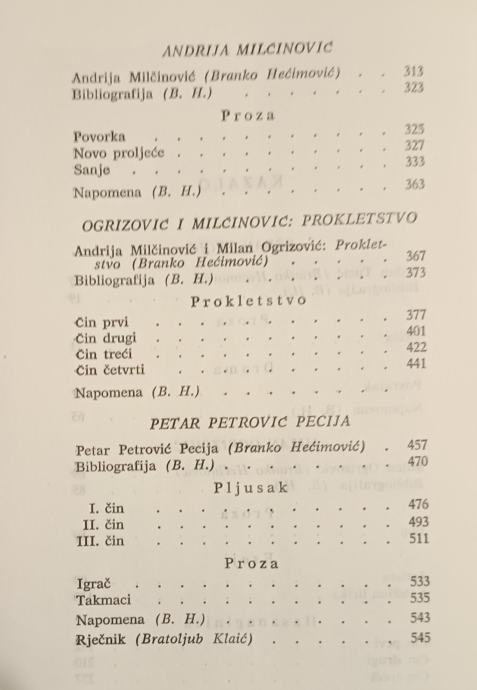 ANDRIJA MILČINOVIĆ
Andrija Milčinović (Branko Hećimović) . . 313
Bibliografija (B. H.) . . . . . . . 323
Proza
Povorka . . . . . . . . . . . 325
Novo proljeće . . . . . . . . . . 327
Sanje . . . . . . . . . . . . 333
Napomena (B. H.) . . . . . . . . 363
OGRIZOVIĆ I MILČINOVIĆ: PROKLETSTVO
Andrija Milčinović i Milan Ogrizović: Proklet-
stvo (Branko Hećimović) . . . . . 367
Bibliografija (B. H.) . . . . . . . 373
Prokletstvo
Čin prvi . . . . . . . . . . . 377
Čin drugi . . . . . . . . . . . 401
Čin treći . . . . . . . . . . . 422
Čin četvrti . . . . . . . . . . 441
Napomena (B. H.) . . . . . . . .
PETAR PETROVIĆ PECIJA
Petar Petrović Pecija (Branko Hećimović) . 457
Bibliografija (B. H.) . . . . . . . . 470
Pljusak
I. čin . . . . . . . . . . . 476
II. čin . . . . . . . . . . . 493
III. čin . . . . . . . . . . . 511
Proza
Igrač . . . . . . . . . . . . 533
Takmaci . . . . . . . . . . . 535
Napomena (B. H.) . . . . . . . . 543
Rječnik (Bratoljub Klaić) . . . . . . 545